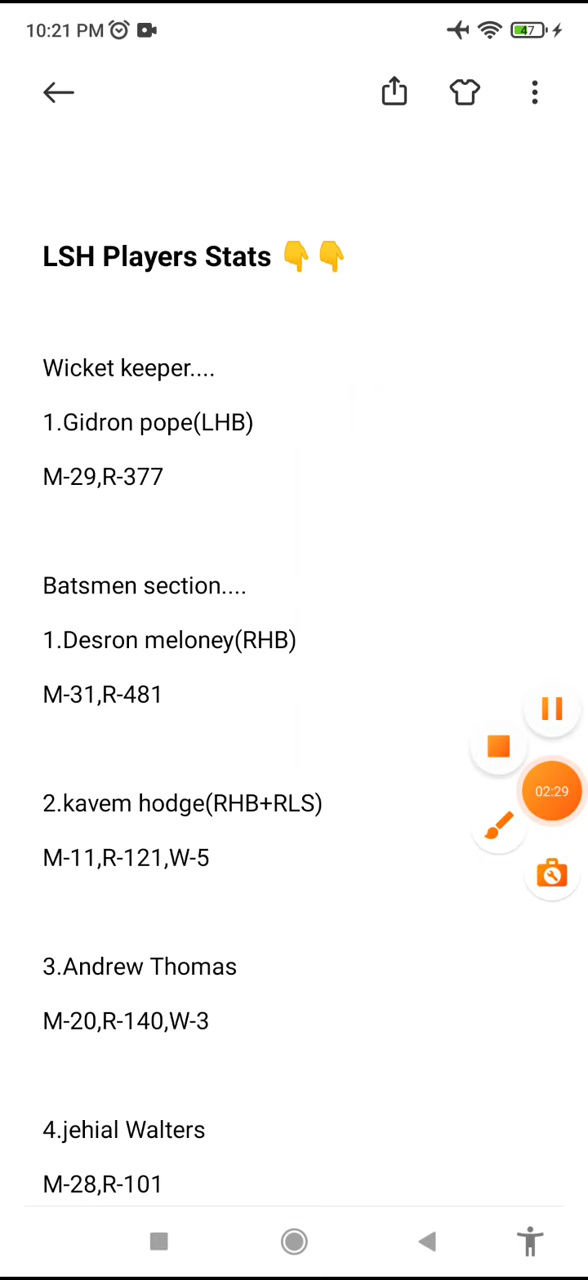 10:21 PM
47
LSH Players Stats 👇👇
Wicket keeper....
1.Gidron pope(LHB)
M-29,R-377
Batsmen section....
1.Desron meloney(RHB)
M-31,R-481
02:29
2.kavem hodge(RHB+RLS)
M-11,R-121,W-5
3.Andrew Thomas
M-20,R-140,W-3
4.jehial Walters
M-28,R-101